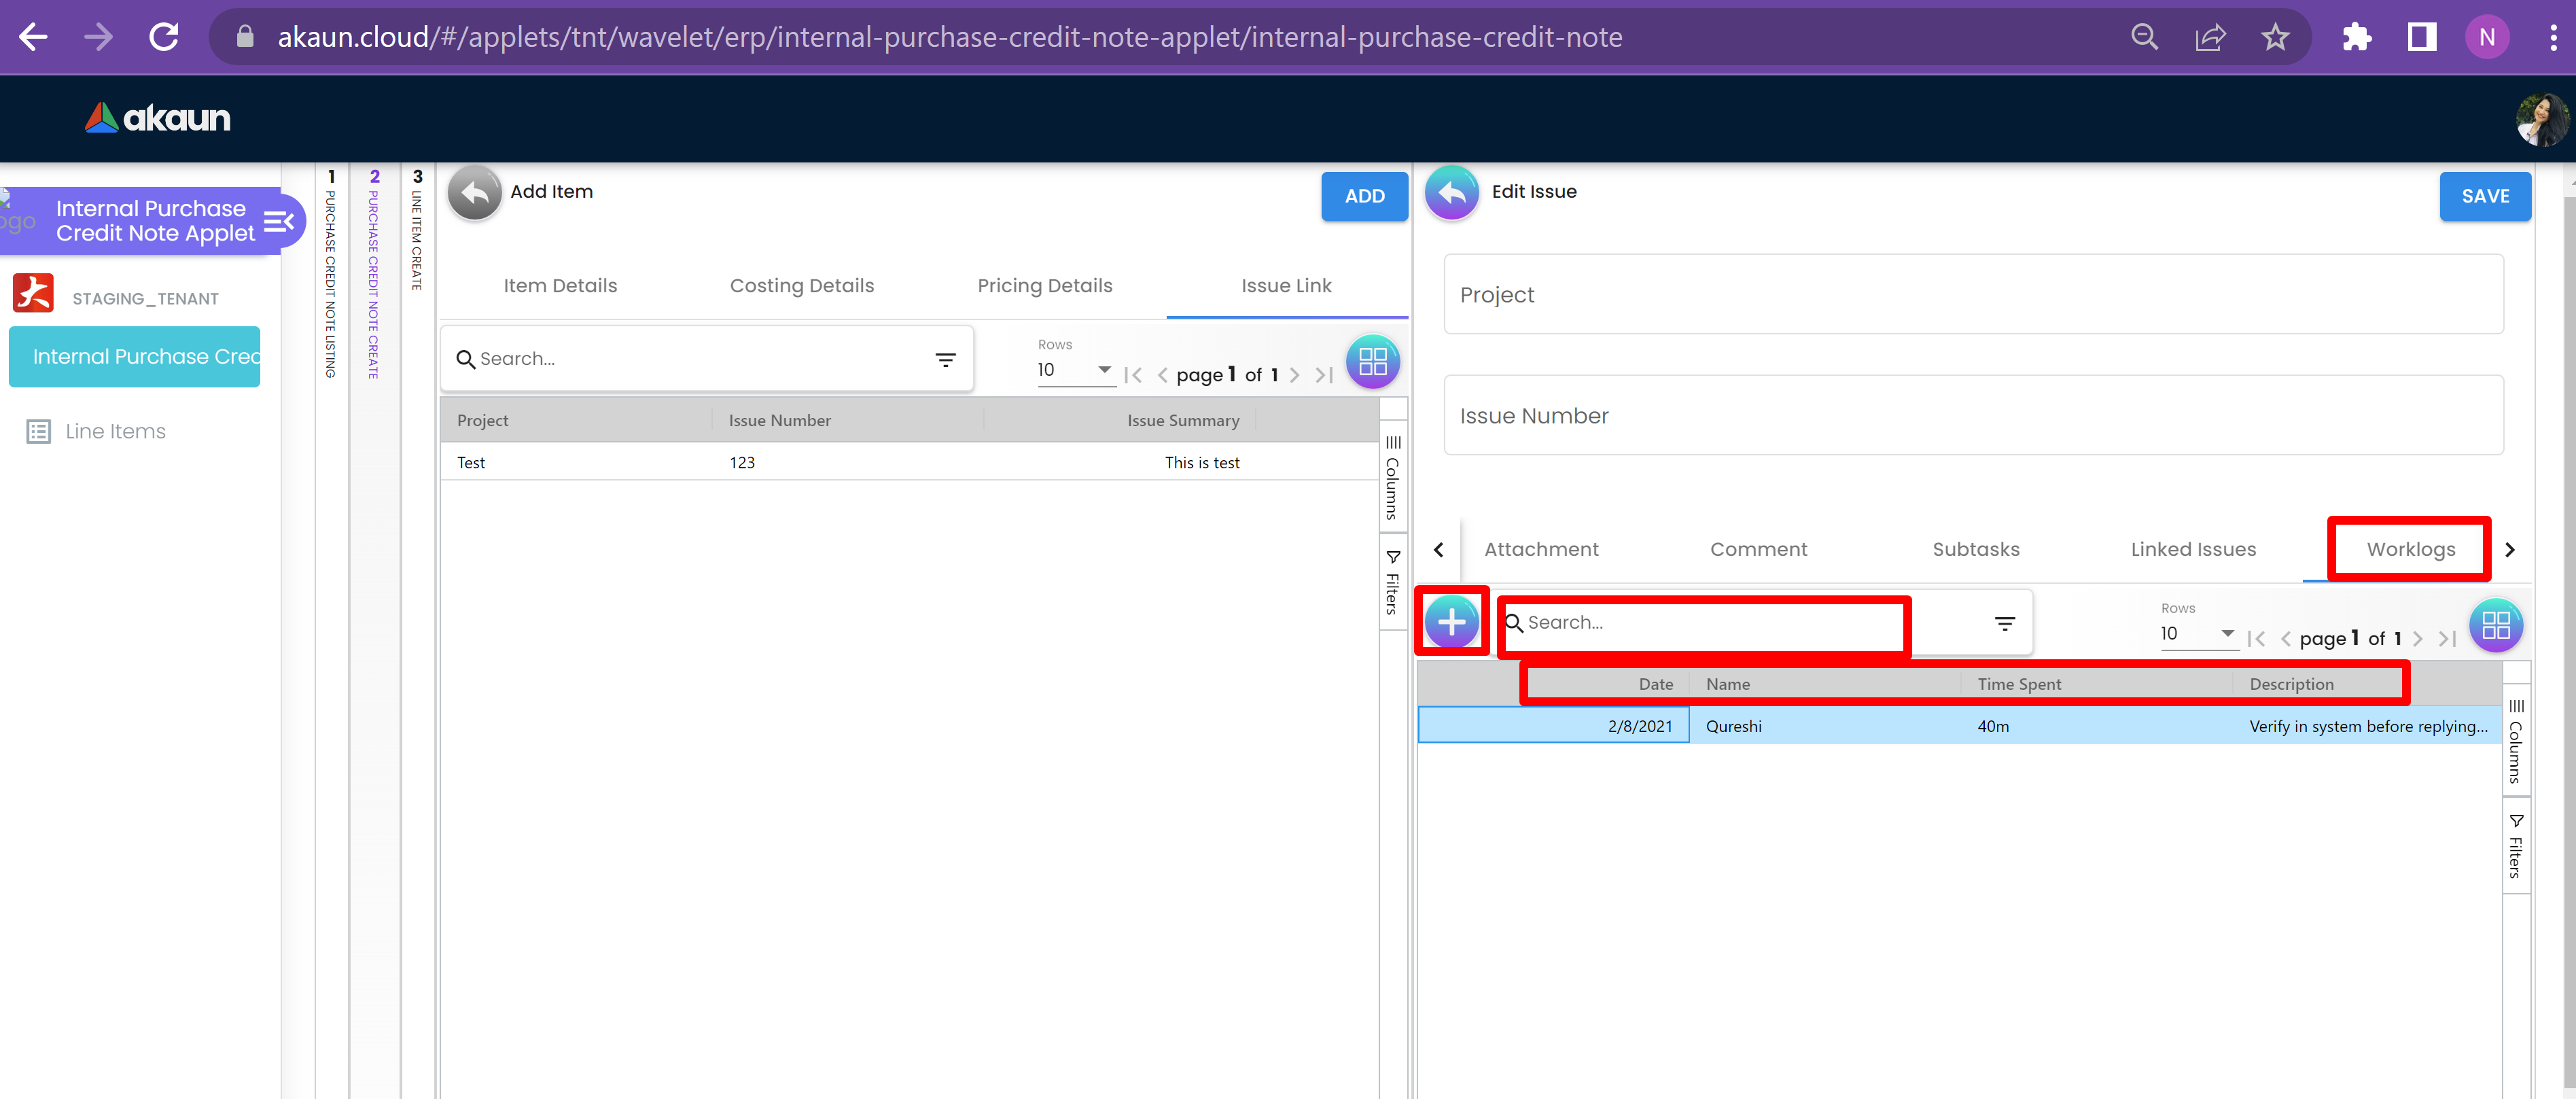 akaun.cloud/#/applets/tnt/wavelet/erp/internal-purchase-credit-note-applet/internal-purchase-credit-note
N
akaun
ogo
Internal Purchase
Credit Note Applet
STAGING_TENANT
Internal Purchase Cred
Line Items
1 PURCHASE CREDIT NOTE LISTING
2 PURCHASE CREDIT NOTE CREATE
3 LINE ITEM CREATE
Add Item
ADD
Item Details Costing Details Pricing Details Issue Link
Search...
Rows
10
page 1 of 1
Project Issue Number Issue Summary
Test 123 This is test
Columns
Filters
Edit Issue
SAVE
Project
Issue Number
Attachment Comment Subtasks Linked Issues Worklogs
Search...
Rows
10
page 1 of 1
Date Name Time Spent Description
2/8/2021 Qureshi 40m Verify in system before replying...
Columns
Filters